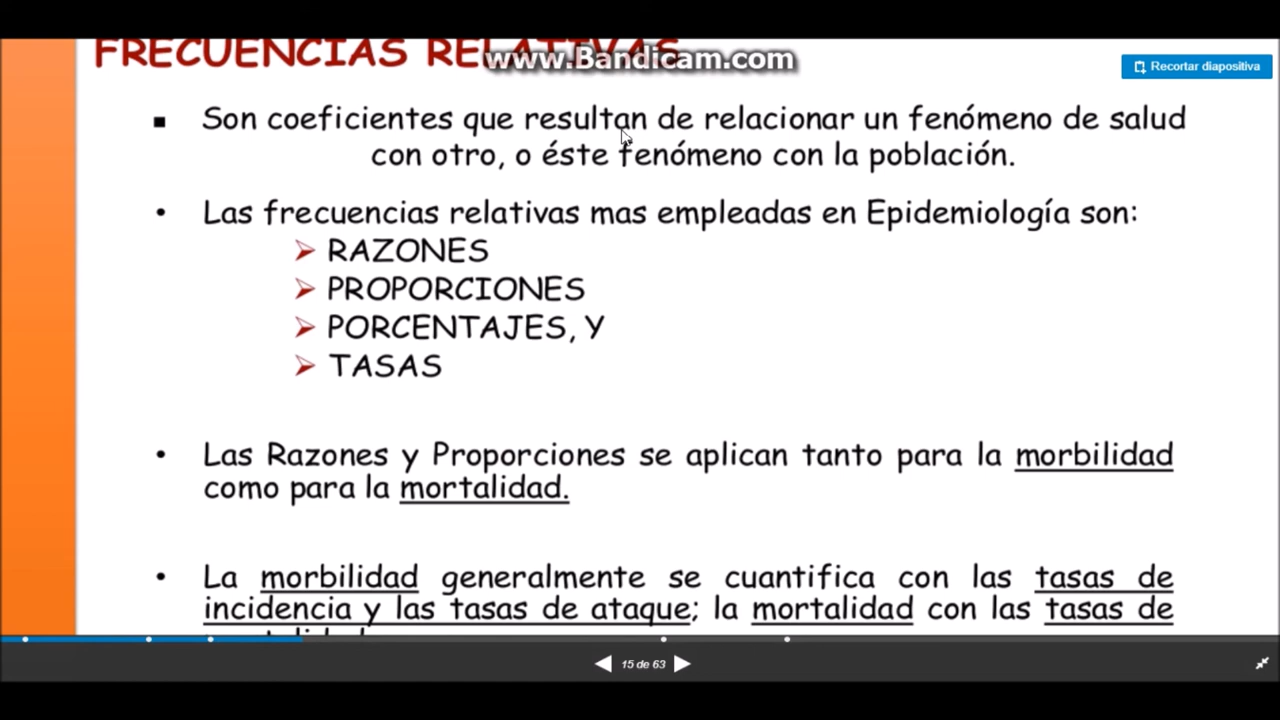 FRECUENCIAS RELATIVAS
www.Bandicam.com
Recortar diapositiva
▪ Son coeficientes que resultan de relacionar un fenómeno de salud
con otro, o éste fenómeno con la población.
• Las frecuencias relativas mas empleadas en Epidemiología son:
➢ RAZONES
➢ PROPORCIONES
➢ PORCENTAJES, Y
➢ TASAS
• Las Razones y Proporciones se aplican tanto para la morbilidad
como para la mortalidad.
• La morbilidad generalmente se cuantifica con las tasas de
incidencia y las tasas de ataque; la mortalidad con las tasas de
15 de 63